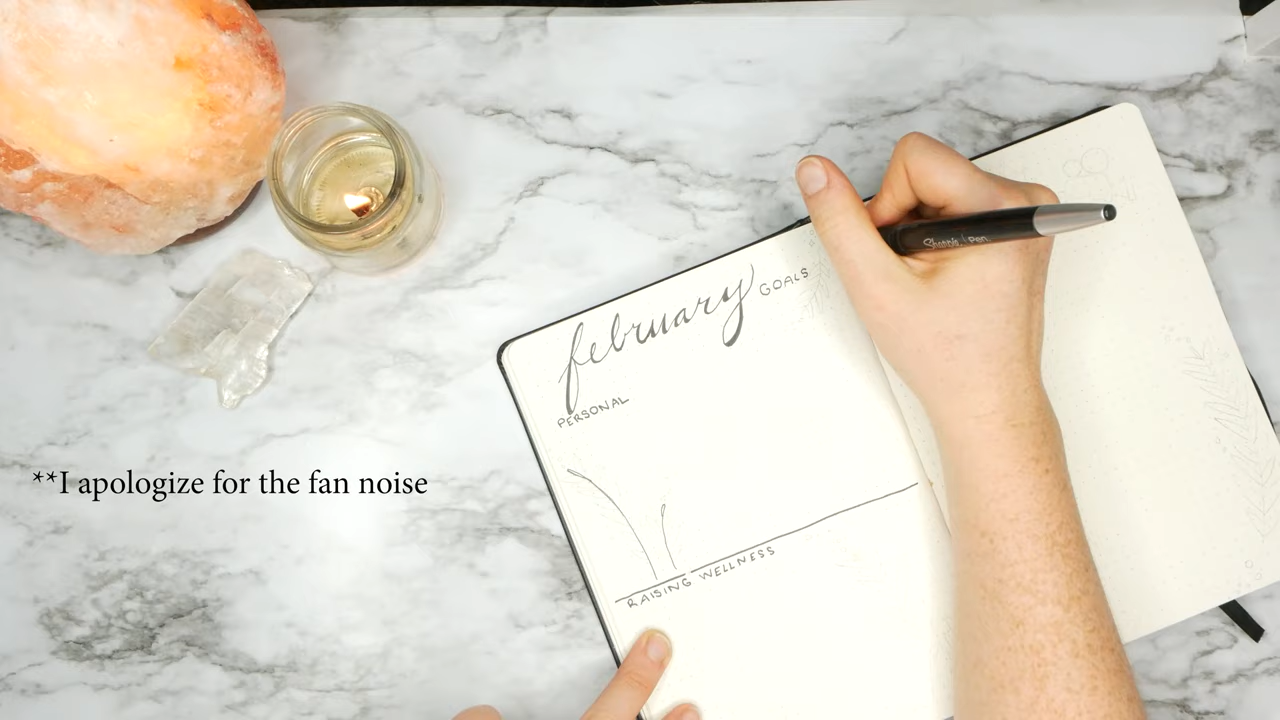 february GOALS
PERSONAL
RAISING WELLNESS
Sharpie Pen.
**I apologize for the fan noise